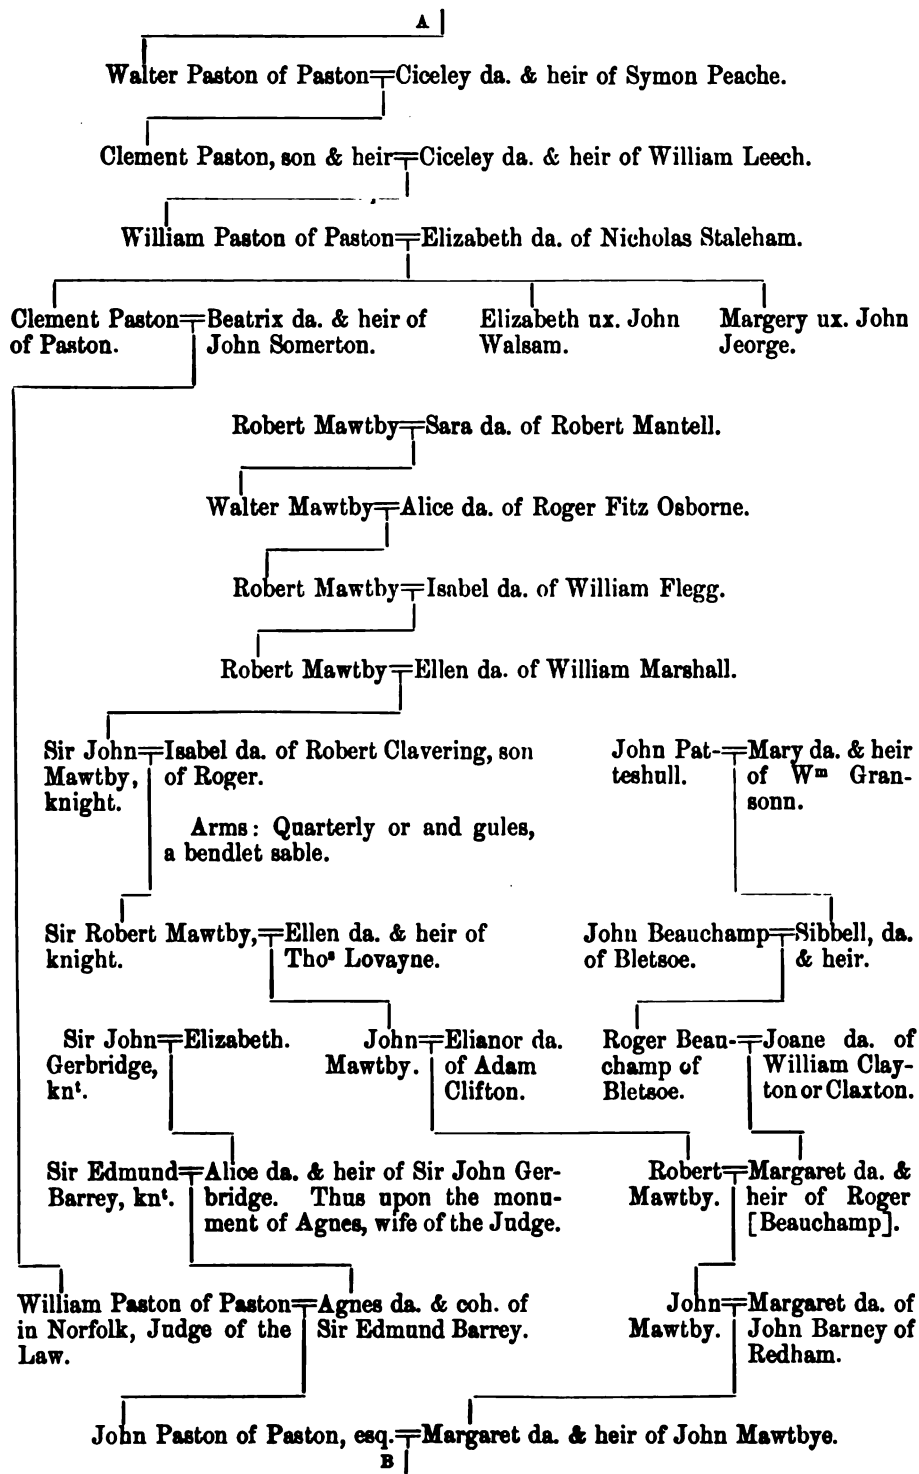 A
Walter Paston of Paston=Ciceley da. & heir of Symon Peache.
Clement Paston, son & heir=Ciceley da. & heir of William Leech.
William Paston of Paston=Elizabeth da. of Nicholas Staleham.
Clement Paston=Beatrix da. & heir of
of Paston. John Somerton.
Elizabeth ux. John
Walsam.
Margery ux. John
Jeorge.
Robert Mawtby=Sara da. of Robert Mantell.
Walter Mawtby=Alice da. of Roger Fitz Osborne.
Robert Mawtby=Isabel da. of William Flegg.
Robert Mawtby=Ellen da. of William Marshall.
Sir John=Isabel da. of Robert Clavering, son
Mawtby, of Roger.
knight.
Arms: Quarterly or and gules,
a bendlet sable.
John Pat-=Mary da. & heir
teshull. of Wᵐ Gran-
sonn.
Sir Robert Mawtby,=Ellen da. & heir of
knight. Thoˢ Lovayne.
John Beauchamp=Sibbell, da.
of Bletsoe. & heir.
Sir John=Elizabeth.
Gerbridge,
knᵗ.
John=Elianor da.
Mawtby. of Adam
Clifton.
Roger Beau-=Joane da. of
champ of William Clay-
Bletsoe. ton or Claxton.
Sir Edmund=Alice da. & heir of Sir John Ger-
Barrey, knᵗ. bridge. Thus upon the monu-
ment of Agnes, wife of the Judge.
Robert=Margaret da. &
Mawtby. heir of Roger
[Beauchamp].
William Paston of Paston=Agnes da. & coh. of
in Norfolk, Judge of the Sir Edmund Barrey.
Law.
John=Margaret da. of
Mawtby. John Barney of
Redham.
John Paston of Paston, esq.=Margaret da. & heir of John Mawtbye.
B